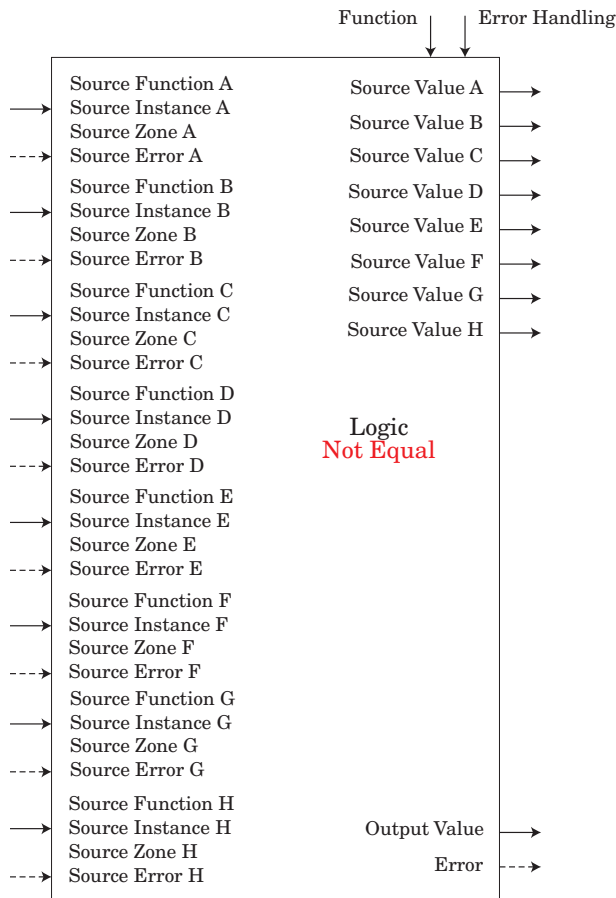 Function
Error Handling
Source Function A
Source Instance A
Source Zone A
Source Error A
Source Function B
Source Instance B
Source Zone B
Source Error B
Source Function C
Source Instance C
Source Zone C
Source Error C
Source Function D
Source Instance D
Source Zone D
Source Error D
Source Function E
Source Instance E
Source Zone E
Source Error E
Source Function F
Source Instance F
Source Zone F
Source Error F
Source Function G
Source Instance G
Source Zone G
Source Error G
Source Function H
Source Instance H
Source Zone H
Source Error H
Source Value A
Source Value B
Source Value C
Source Value D
Source Value E
Source Value F
Source Value G
Source Value H
Logic
Not Equal
Output Value
Error